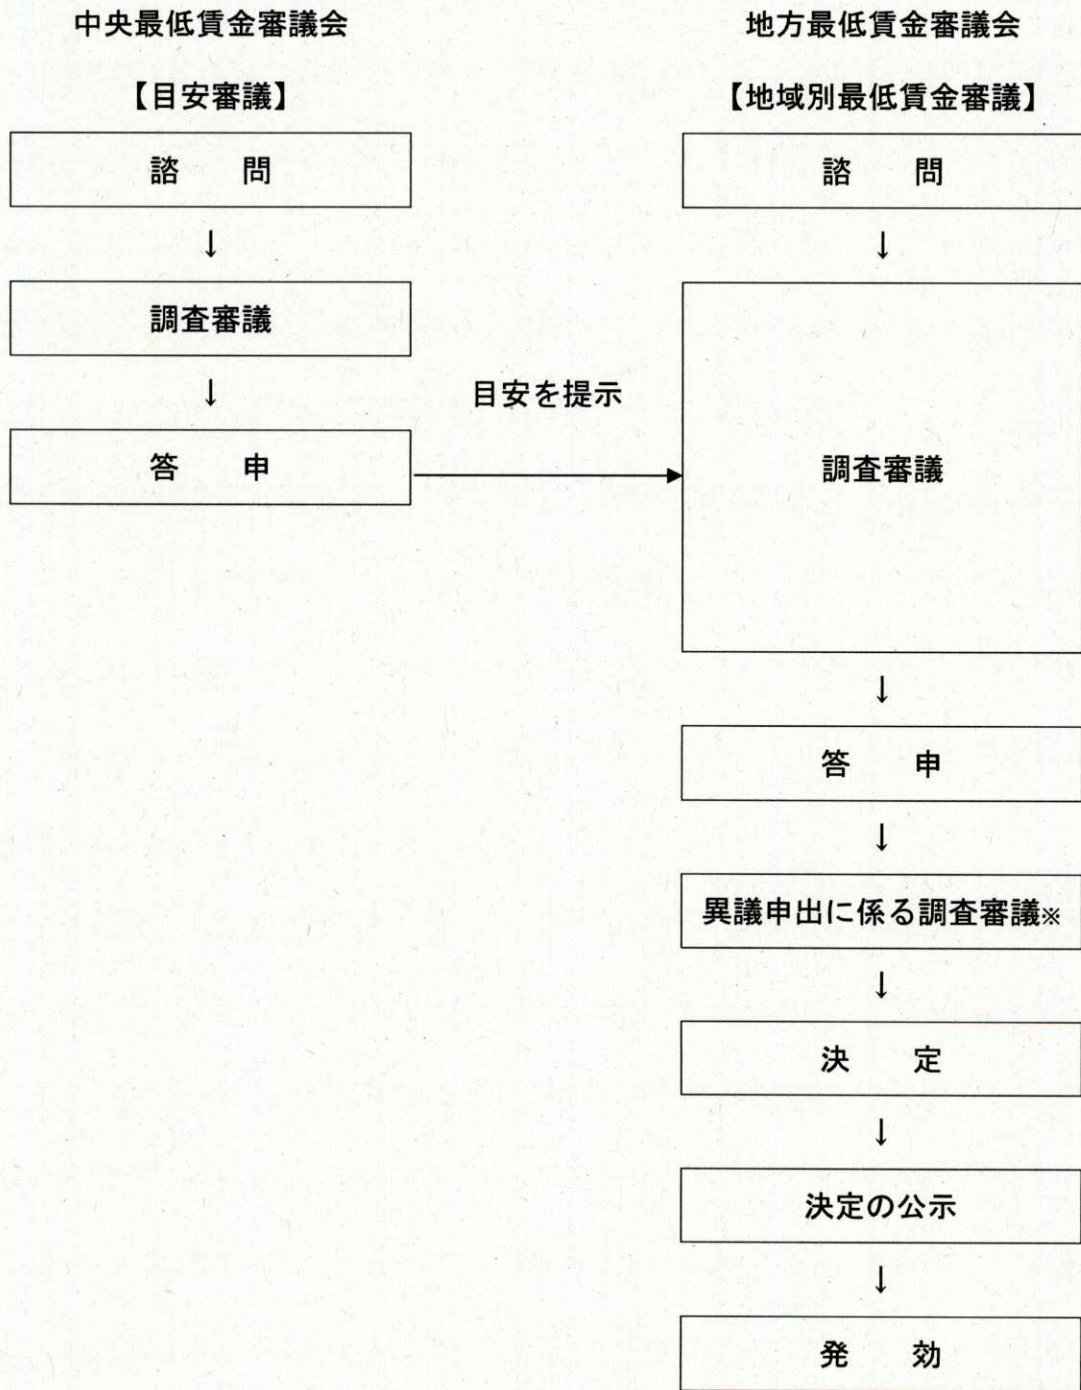 中央最低賃金審議会
【目安審議】
諮　問
↓
調査審議
↓
答　申
目安を提示
地方最低賃金審議会
【地域別最低賃金審議】
諮　問
↓
調査審議
↓
答　申
↓
異議申出に係る調査審議※
↓
決　定
↓
決定の公示
↓
発　効